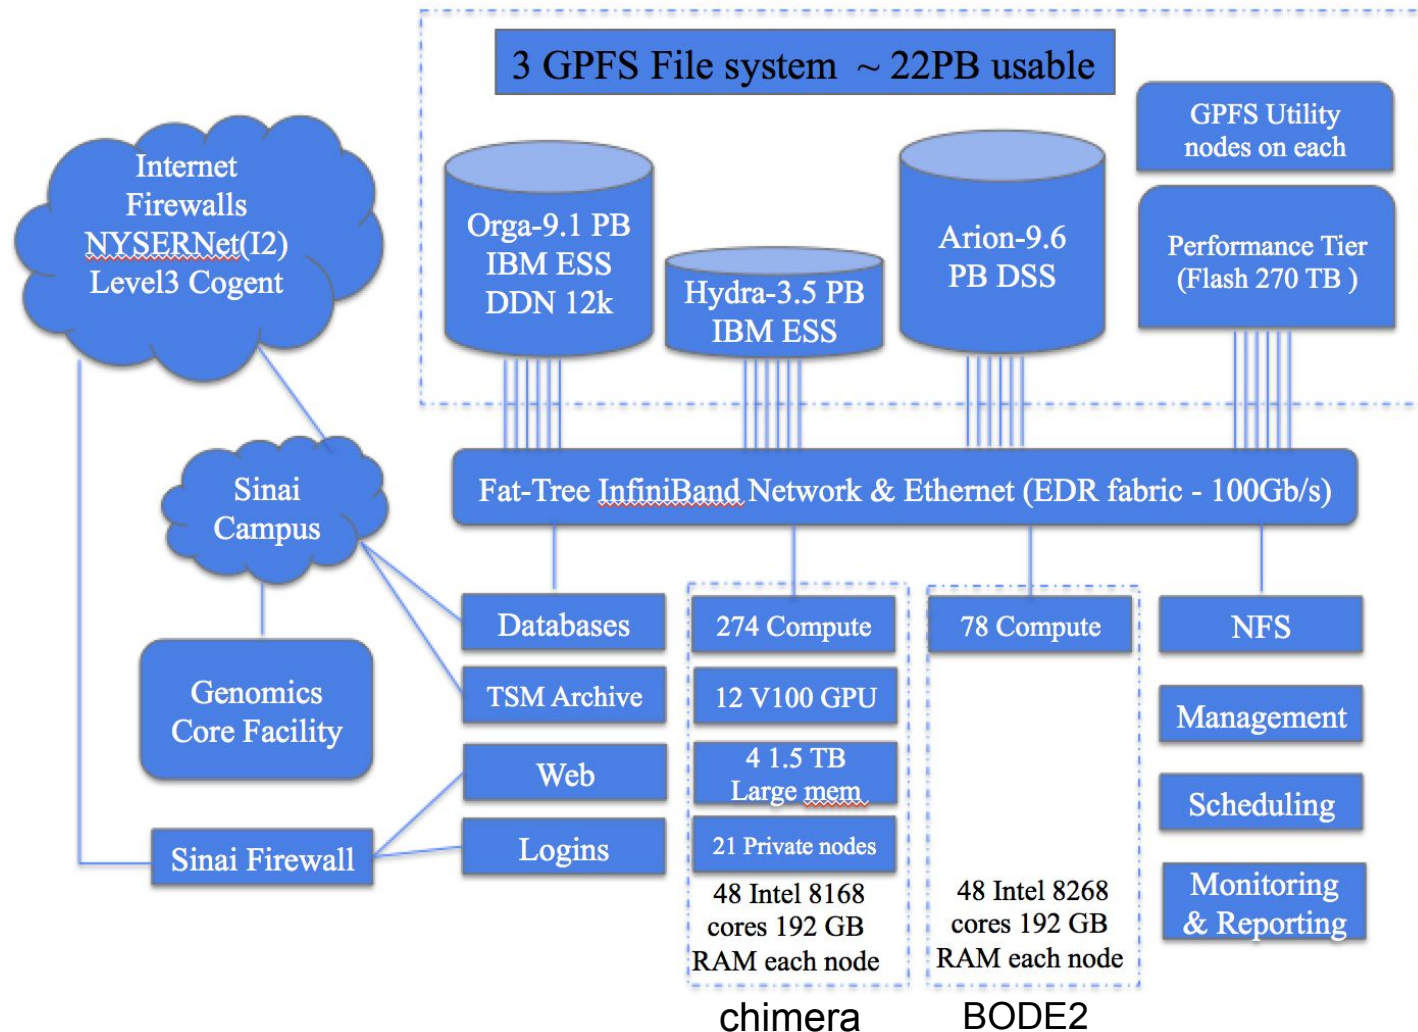 3 GPFS File system ~ 22PB usable
GPFS Utility
nodes on each
Internet
Firewalls
NYSERNet(I2)
Level3 Cogent
Orga-9.1 PB
IBM ESS
DDN 12k
Hydra-3.5 PB
IBM ESS
Arion-9.6
PB DSS
Performance Tier
(Flash 270 TB )
Fat-Tree InfiniBand Network & Ethernet (EDR fabric - 100Gb/s)
Sinai
Campus
Genomics
Core Facility
Sinai Firewall
Databases
TSM Archive
Web
Logins
274 Compute
12 V100 GPU
4 1.5 TB
Large mem
21 Private nodes
48 Intel 8168
cores 192 GB
RAM each node
chimera
78 Compute
48 Intel 8268
cores 192 GB
RAM each node
BODE2
NFS
Management
Scheduling
Monitoring
& Reporting